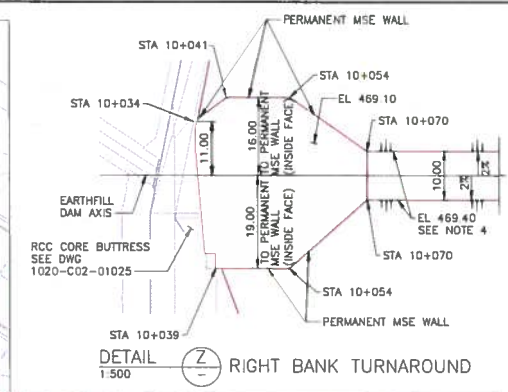 PERMANENT MSE WALL
STA 10+041
STA 10+054
STA 10+034
EL 469.10
STA 10+070
11.00
16.00 TO PERMANENT
MSE WALL
(INSIDE FACE)
19.00 TO PERMANENT
MSE WALL
(INSIDE FACE)
10.00
2%
2%
EARTHFILL
DAM AXIS
EL 469.40
SEE NOTE 4
RCC CORE BUTTRESS
SEE DWG
1020-C02-01025
STA 10+070
STA 10+054
STA 10+039
PERMANENT MSE WALL
DETAIL Z RIGHT BANK TURNAROUND
1:500 –